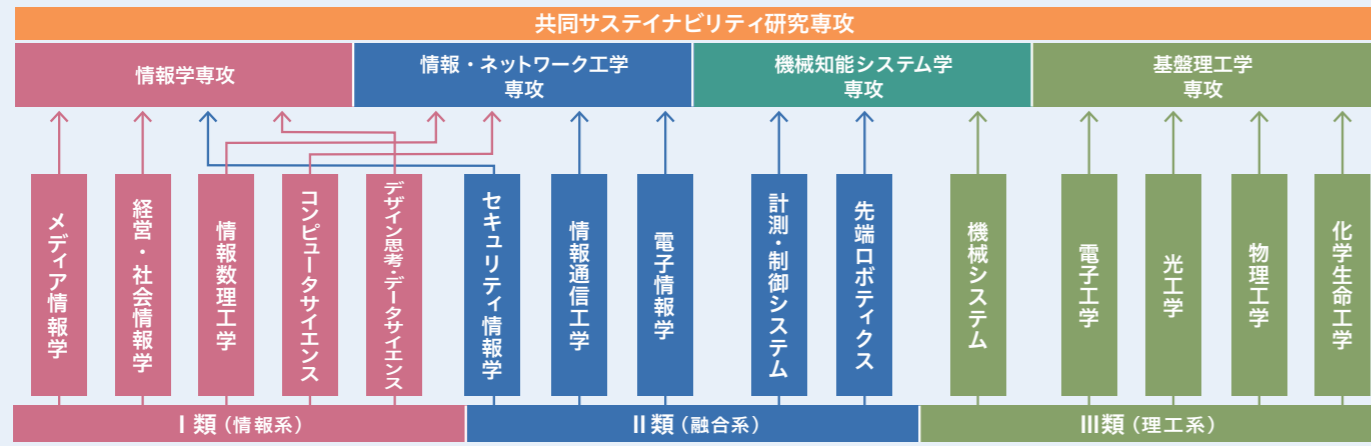 共同サステイナビリティ研究専攻
情報学専攻
情報・ネットワーク工学
専攻
機械知能システム学
専攻
基盤理工学
専攻
メディア情報学
経営・社会情報学
情報数理工学
コンピュータサイエンス
デザイン思考・データサイエンス
セキュリティ情報学
情報通信工学
電子情報学
計測・制御システム
先端ロボティクス
機械システム
電子工学
光工学
物理工学
化学生命工学
I類（情報系）
II類（融合系）
III類（理工系）